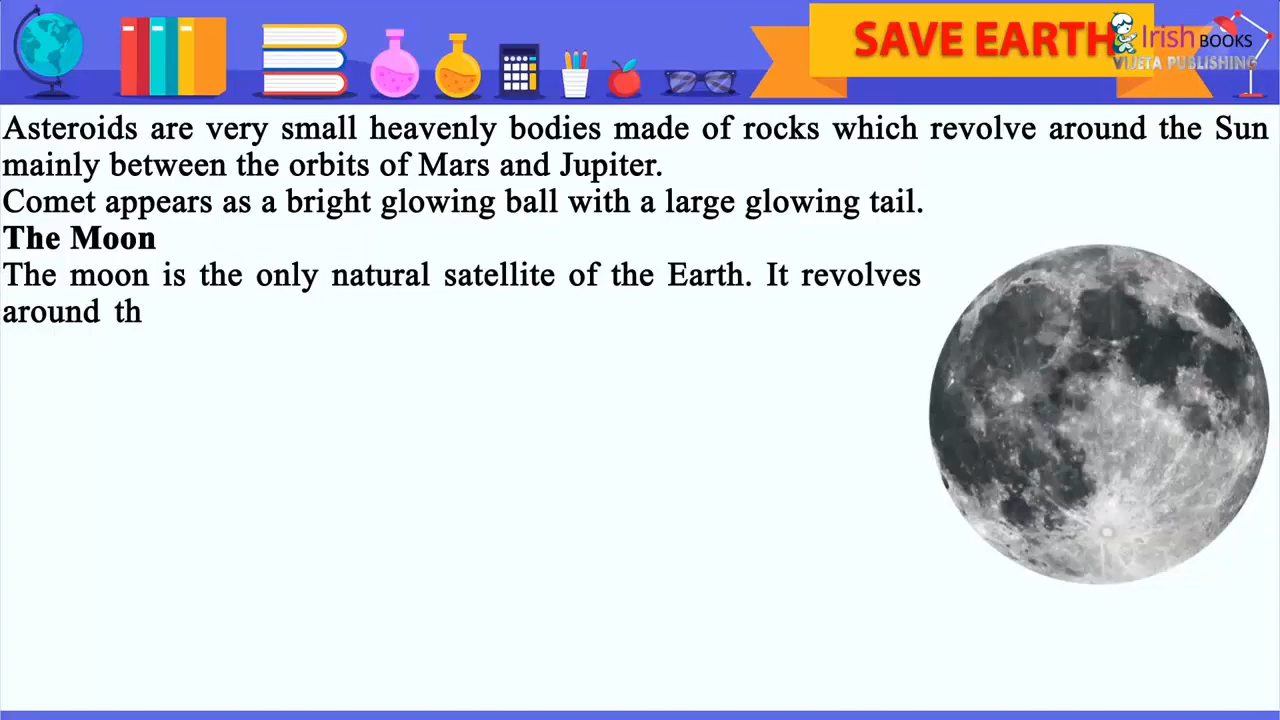 SAVE EARTH
Irish BOOKS
VIJETA PUBLISHING
Asteroids are very small heavenly bodies made of rocks which revolve around the Sun
mainly between the orbits of Mars and Jupiter.
Comet appears as a bright glowing ball with a large glowing tail.
The Moon
The moon is the only natural satellite of the Earth. It revolves
around th